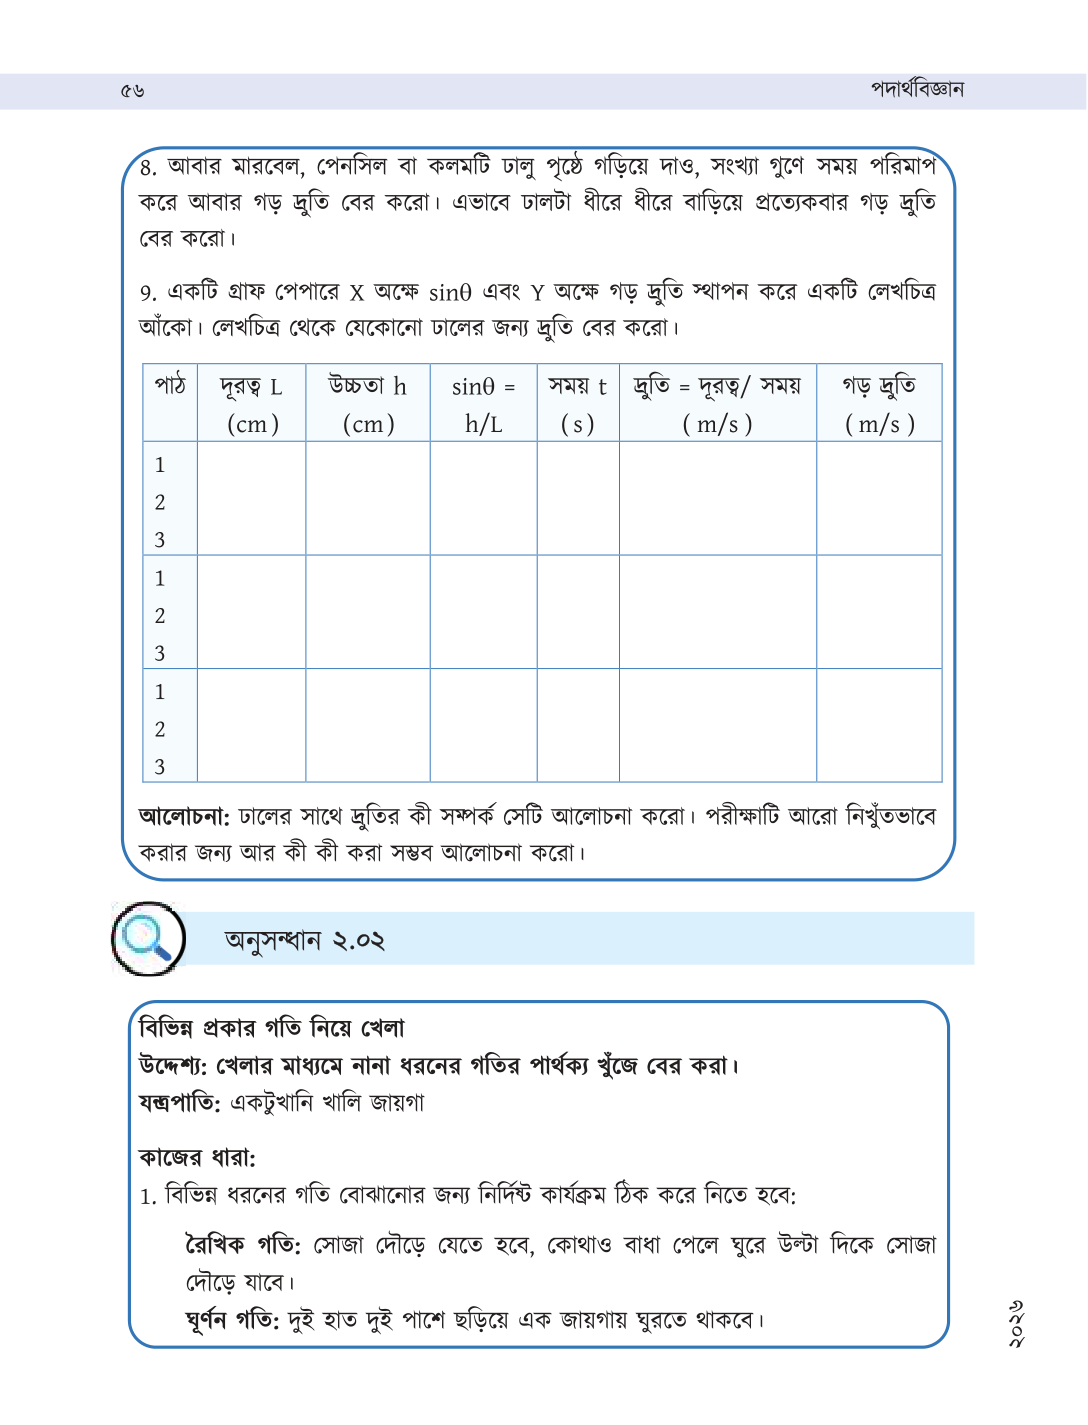 ৫৬
পদার্থবিজ্ঞান
8. আবার মারবেল, পেনসিল বা কলমটি ঢালু পৃষ্ঠে গড়িয়ে দাও, সংখ্যা গুণে সময় পরিমাপ
করে আবার গড় দ্রুতি বের করো। এভাবে ঢালটা ধীরে ধীরে বাড়িয়ে প্রত্যেকবার গড় দ্রুতি
বের করো।
9. একটি গ্রাফ পেপারে X অক্ষে sinθ এবং Y অক্ষে গড় দ্রুতি স্থাপন করে একটি লেখচিত্র
আঁকো। লেখচিত্র থেকে যেকোনো ঢালের জন্য দ্রুতি বের করো।
পাঠ দূরত্ব L উচ্চতা h sinθ = সময় t দ্রুতি = দূরত্ব/ সময় গড় দ্রুতি
(cm) (cm) h/L (s) ( m/s ) ( m/s )
1
2
3
1
2
3
1
2
3
আলোচনা: ঢালের সাথে দ্রুতির কী সম্পর্ক সেটি আলোচনা করো। পরীক্ষাটি আরো নিখুঁতভাবে
করার জন্য আর কী কী করা সম্ভব আলোচনা করো।
অনুসন্ধান ২.০২
বিভিন্ন প্রকার গতি নিয়ে খেলা
উদ্দেশ্য: খেলার মাধ্যমে নানা ধরনের গতির পার্থক্য খুঁজে বের করা।
যন্ত্রপাতি: একটুখানি খালি জায়গা
কাজের ধারা:
1. বিভিন্ন ধরনের গতি বোঝানোর জন্য নির্দিষ্ট কার্যক্রম ঠিক করে নিতে হবে:
রৈখিক গতি: সোজা দৌড়ে যেতে হবে, কোথাও বাধা পেলে ঘুরে উল্টা দিকে সোজা
দৌড়ে যাবে।
ঘূর্ণন গতি: দুই হাত দুই পাশে ছড়িয়ে এক জায়গায় ঘুরতে থাকবে।
২০২৬